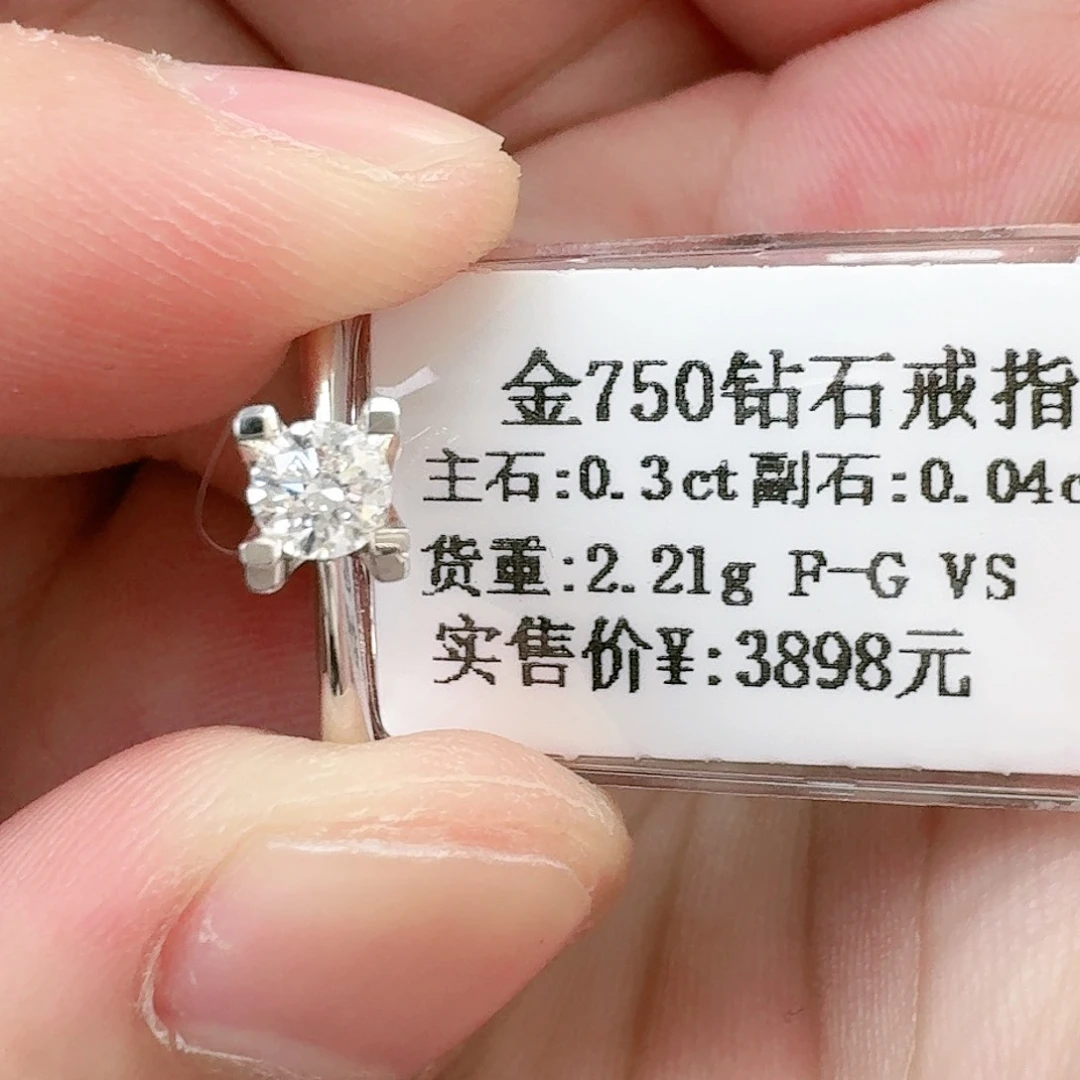 金750钻石戒指
主石:0.3ct副石:0.04c
货重:2.21g F-G VS
实售价¥:3898元